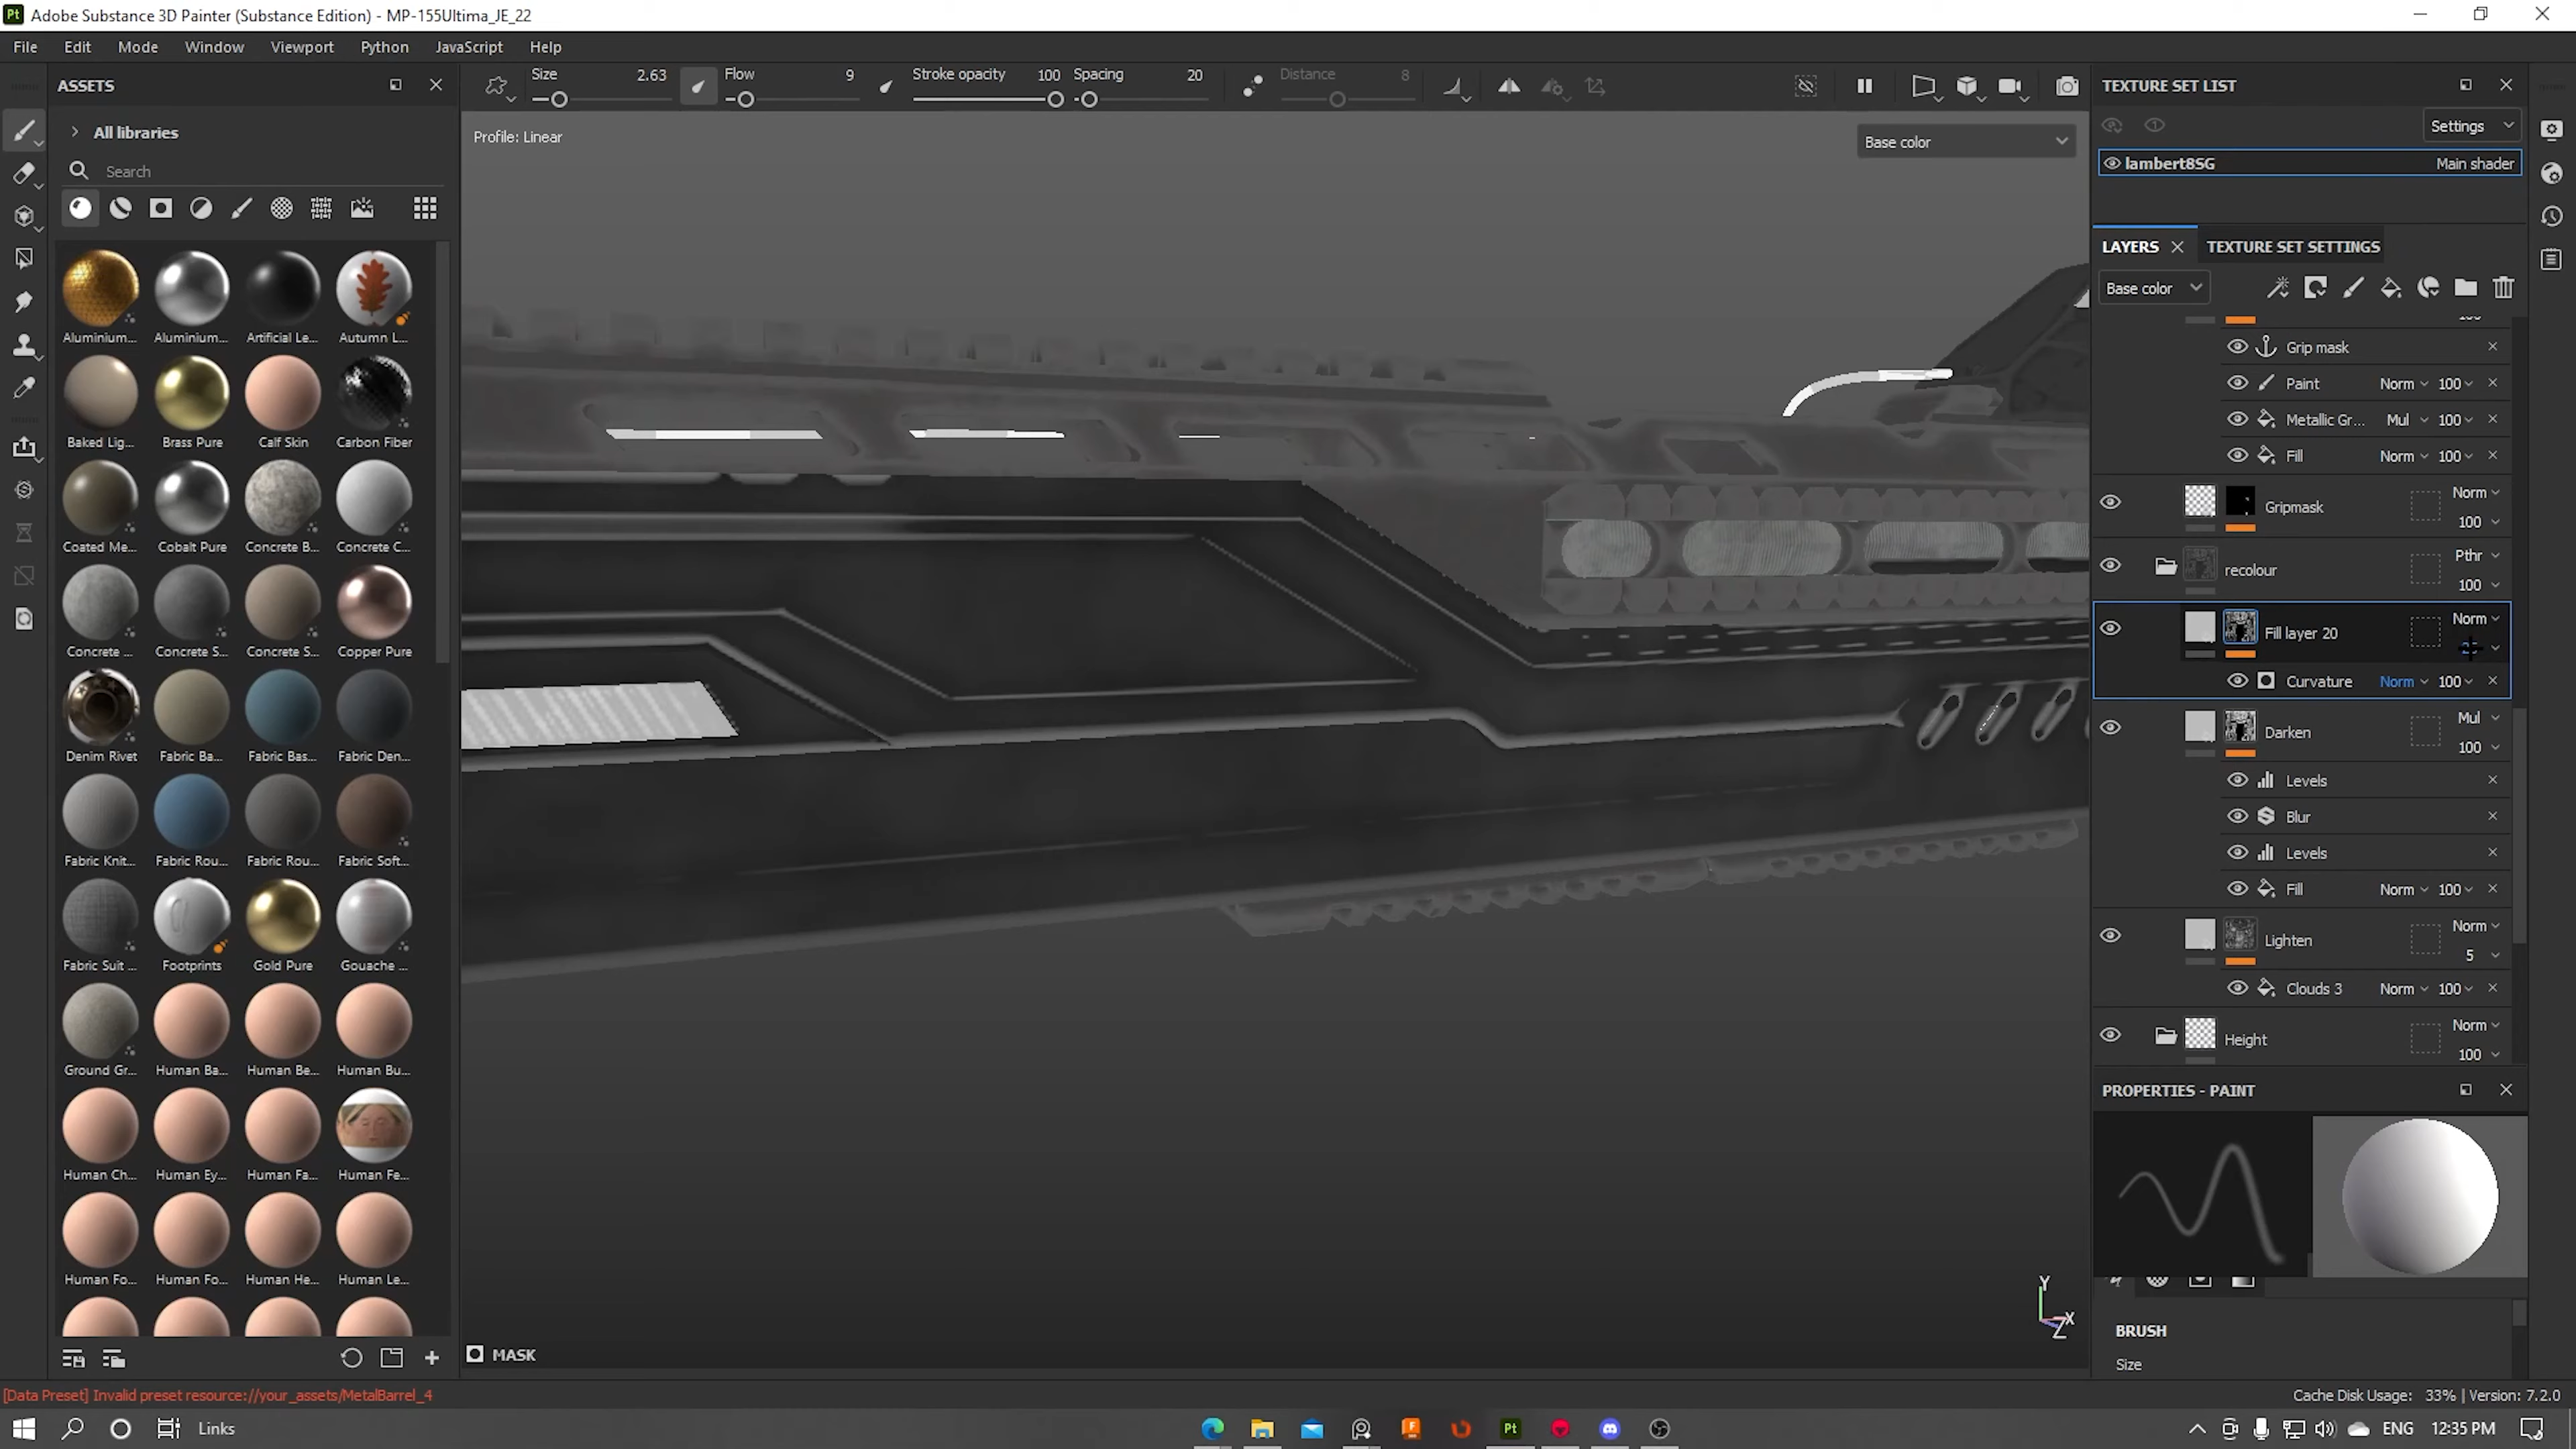 Adobe Substance 3D Painter (Substance Edition) - MP-155Ultima_JE_22
File Edit Mode Window Viewport Python JavaScript Help
ASSETS
Size 2.63 Flow 9 Stroke opacity 100 Spacing 20 Distance 8
All libraries
Search
Profile: Linear
Base color
Aluminium... Aluminium... Artificial Le... Autumn L...
Baked Lig... Brass Pure Calf Skin Carbon Fiber
Coated Me... Cobalt Pure Concrete B... Concrete C...
Concrete ... Concrete S... Concrete S... Copper Pure
Denim Rivet Fabric Ba... Fabric Bas... Fabric Den...
Fabric Knit... Fabric Rou... Fabric Rou... Fabric Soft...
Fabric Suit ... Footprints Gold Pure Gouache ...
Ground Gr... Human Ba... Human Be... Human Bu...
Human Ch... Human Ey... Human Fa... Human Fe...
Human Fo... Human Fo... Human He... Human Le...
MASK
Y
X
Z
TEXTURE SET LIST
Settings
lambert8SG Main shader
LAYERS TEXTURE SET SETTINGS
Base color
Grip mask
Paint Norm 100
Metallic Gr... Mul 100
Fill Norm 100
Gripmask Norm 100
recolour Pthr 100
Fill layer 20 Norm
Curvature Norm 100
Darken Mul 100
Levels
Blur
Levels
Fill Norm 100
Lighten Norm 5
Clouds 3 Norm 100
Height Norm 100
PROPERTIES - PAINT
BRUSH
Size
[Data Preset] Invalid preset resource://your_assets/MetalBarrel_4
Cache Disk Usage: 33% | Version: 7.2.0
Links
ENG 12:35 PM